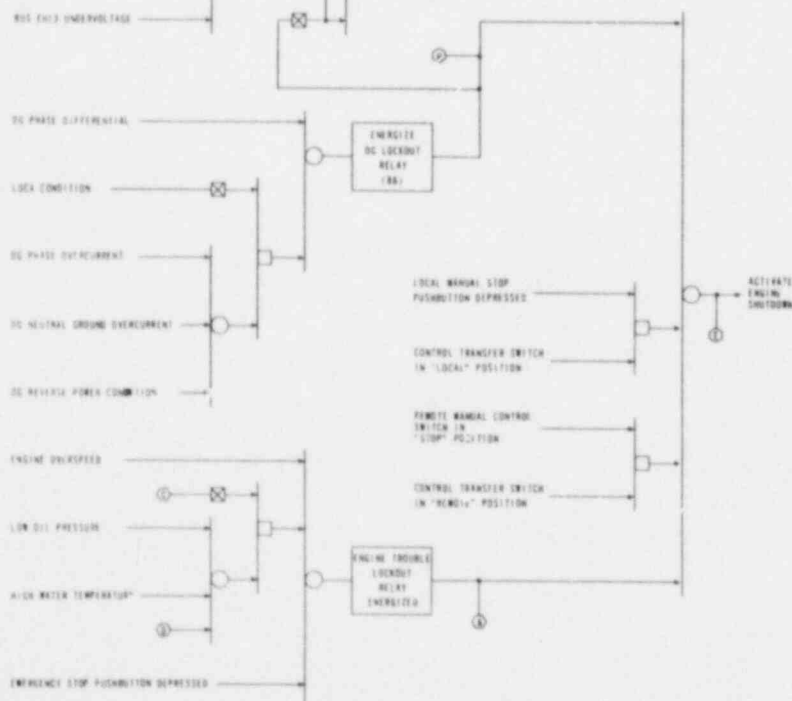 BUS EH13 UNDERVOLTAGE
DG PHASE DIFFERENTIAL
ENERGIZE
DG LOCKOUT
RELAY
(86)
LOCA CONDITION
DG PHASE OVERCURRENT
DG NEUTRAL GROUND OVERCURRENT
DG REVERSE POWER CONDITION
LOCAL MANUAL STOP
PUSHBUTTON DEPRESSED
CONTROL TRANSFER SWITCH
IN "LOCAL" POSITION
ACTIVATE
ENGINE
SHUTDOWN
REMOTE MANUAL CONTROL
SWITCH IN
"STOP" POSITION
CONTROL TRANSFER SWITCH
IN "REMOTE" POSITION
ENGINE OVERSPEED
LOW OIL PRESSURE
HIGH WATER TEMPERATUR
ENGINE TROUBLE
LOCKOUT
RELAY
ENERGIZED
EMERGENCE STOP PUSHBUTTON DEPRESSED